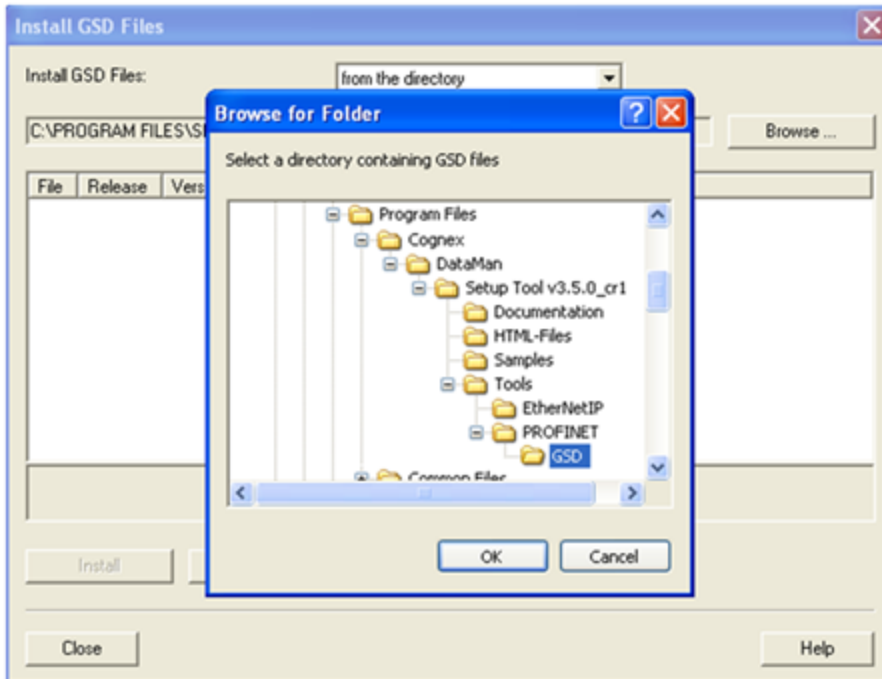 Install GSD Files
Install GSD Files:
from the directory
Browse for Folder
C:\PROGRAM FILES\
Browse ...
Select a directory containing GSD files
File Release
Program Files
Cognex
DataMan
Setup Tool v3.5.0_cr1
Documentation
HTML-Files
Samples
Tools
EtherNetIP
PROFINET
GSD
Common Files
OK Cancel
Install
Close Help